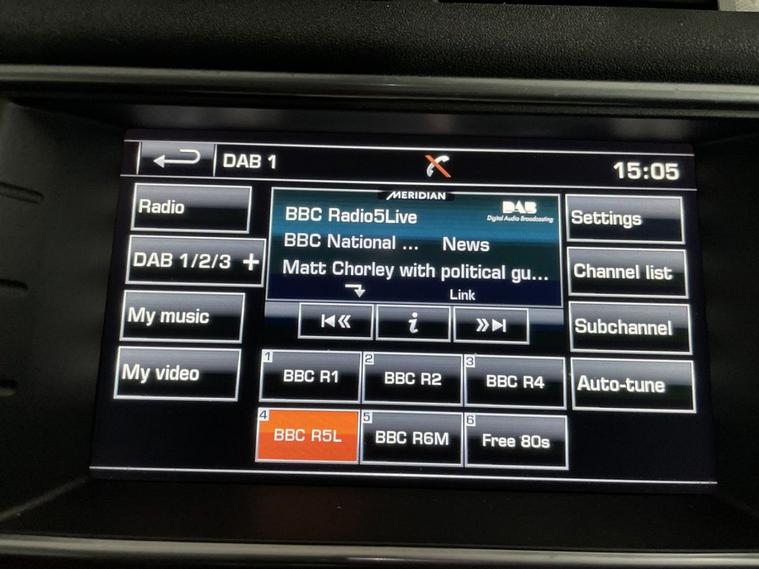 DAB 1
15:05
Radio
DAB 1/2/3 +
My music
My video
MERIDIAN
BBC Radio5Live
DAB
Digital Audio Broadcasting
BBC National ... News
Matt Chorley with political gu...
Link
i
Settings
Channel list
Subchannel
Auto-tune
1 BBC R1
2 BBC R2
3 BBC R4
4 BBC R5L
5 BBC R6M
6 Free 80s